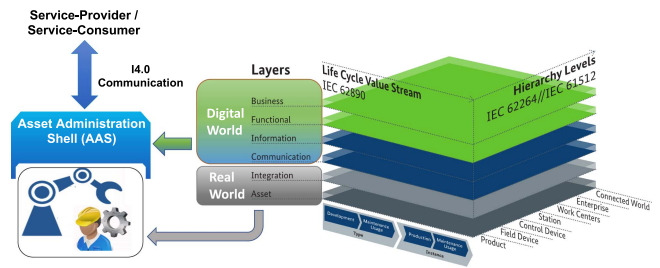 Service-Provider /
Service-Consumer
I4.0
Communication
Asset Administration
Shell (AAS)
Layers
Digital
World
Business
Functional
Information
Communication
Real
World
Integration
Asset
Life Cycle Value Stream
IEC 62890
Hierarchy Levels
IEC 62264//IEC 61512
Connected World
Enterprise
Work Centers
Station
Control Device
Field Device
Product
Development
Maintenance
Usage
Type
Production
Maintenance
Usage
Instance